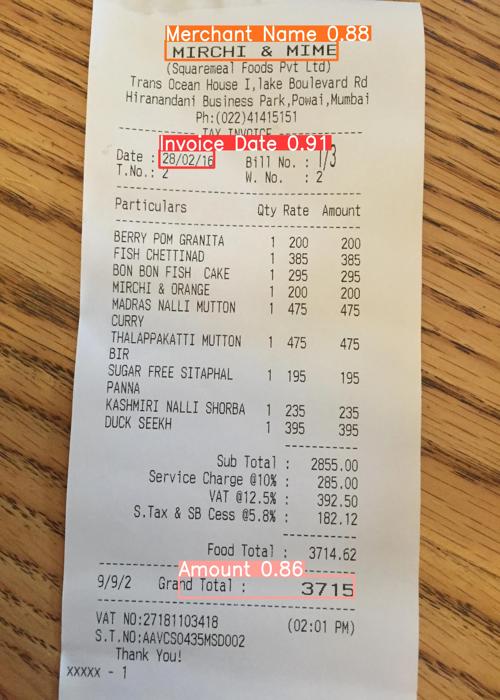 Merchant Name 0.88
MIRCHI & MIME
(Squaremeal Foods Pvt Ltd)
Trans Ocean House I,lake Boulevard Rd
Hiranandani Business Park,Powai,Mumbai
Ph:(022)41415151
TAX INVOICE
Invoice Date 0.91
Date : 28/02/16 Bill No. : 1/3
T.No.: 2 W. No. : 2
Particulars Qty Rate Amount
BERRY POM GRANITA 1 200 200
FISH CHETTINAD 1 385 385
BON BON FISH CAKE 1 295 295
MIRCHI & ORANGE 1 200 200
MADRAS NALLI MUTTON 1 475 475
CURRY
THALAPPAKATTI MUTTON 1 475 475
BIR
SUGAR FREE SITAPHAL 1 195 195
PANNA
KASHMIRI NALLI SHORBA 1 235 235
DUCK SEEKH 1 395 395
Sub Total : 2855.00
Service Charge @10% : 285.00
VAT @12.5% : 392.50
S.Tax & SB Cess @5.8% : 182.12
Food Total : 3714.62
Amount 0.86
9/9/2 Grand Total : 3715
VAT NO:27181103418 (02:01 PM)
S.T.NO:AAVCS0435MSD002
Thank You!
XXXXX - 1